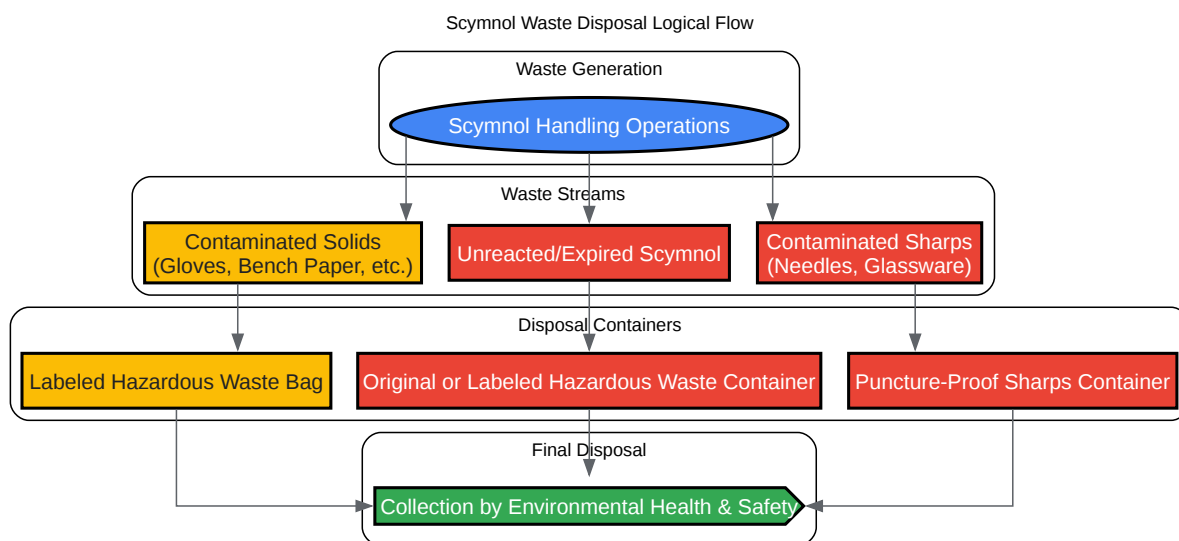 Scymnol Waste Disposal Logical Flow
Waste Generation
Scymnol Handling Operations
Waste Streams
Contaminated Solids
(Gloves, Bench Paper, etc.)
Unreacted/Expired Scymnol
Contaminated Sharps
(Needles, Glassware)
Disposal Containers
Labeled Hazardous Waste Bag
Original or Labeled Hazardous Waste Container
Puncture-Proof Sharps Container
Final Disposal
Collection by Environmental Health & Safety